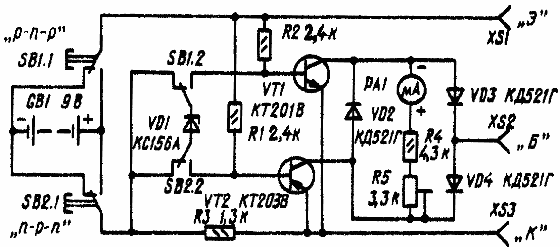 „p-n-p"
SB1.1
GB1 9В
- +
SB2.1
„n-p-n"
SB1.2
VD1
КС156А
SB2.2
R2 2,4к
VT1
КТ201В
R1 2,4к
VT2 КТ203В
R3 1,3к
PA1
-
мА
+
VD2
КД521Г
R4
4,3к
R5
3,3к
VD3 КД521Г
VD4 КД521Г
„Э"
XS1
XS2
„Б"
XS3
„К"